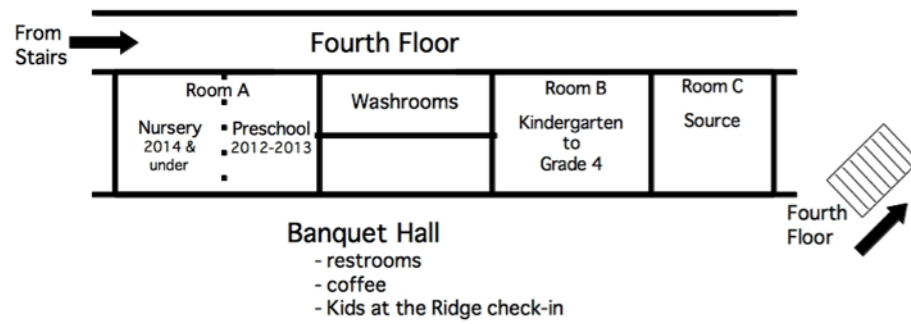 From
Stairs
Fourth Floor
Room A
Nursery
2014 &
under
Preschool
2012-2013
Washrooms
Room B
Kindergarten
to
Grade 4
Room C
Source
Fourth
Floor
Banquet Hall
- restrooms
- coffee
- Kids at the Ridge check-in